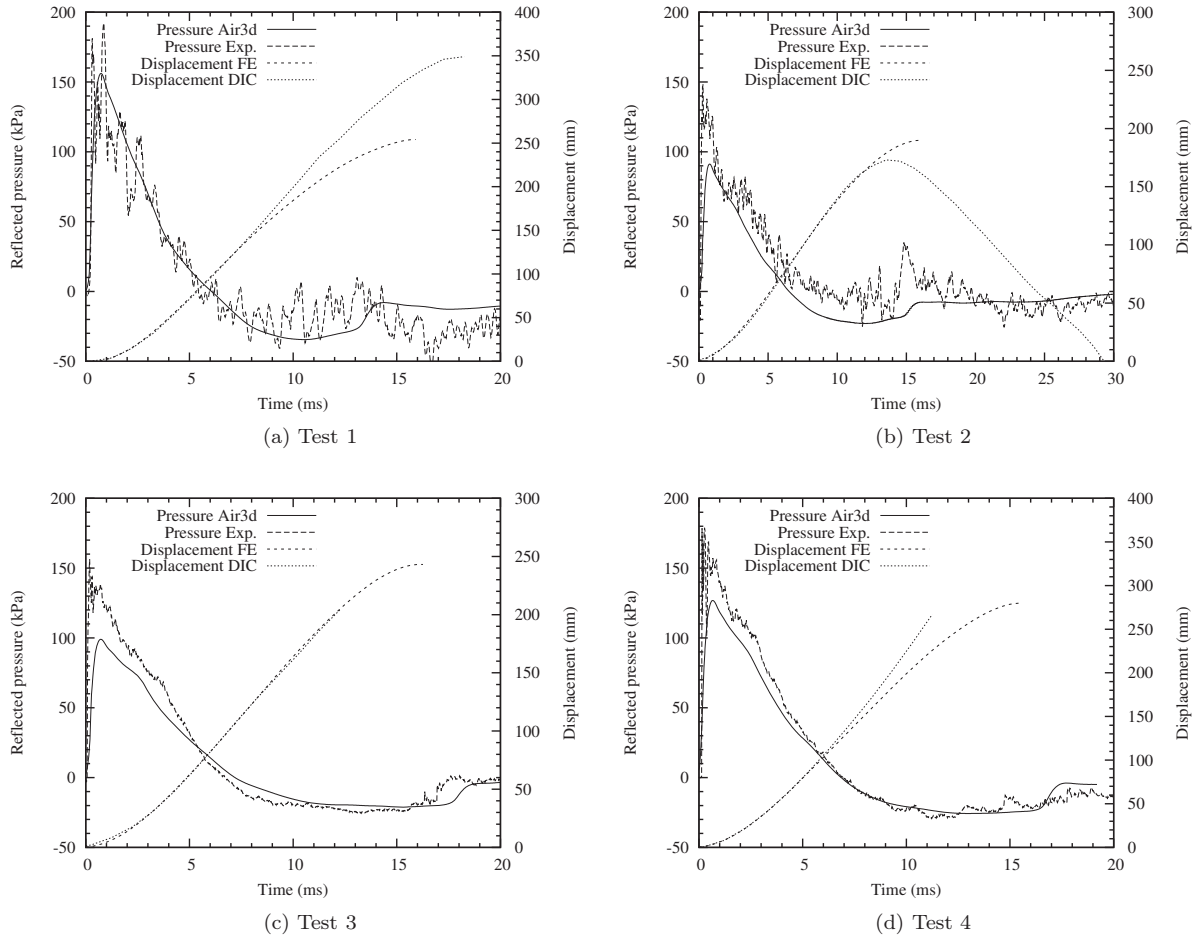 200
150
100
50
0
-50
Reflected pressure (kPa)
400
350
300
250
200
150
100
50
0
Displacement (mm)
Pressure Air3d
Pressure Exp.
Displacement FE
Displacement DIC
0 5 10 15 20
Time (ms)
(a) Test 1
200
150
100
50
0
-50
Reflected pressure (kPa)
300
250
200
150
100
50
0
Displacement (mm)
Pressure Air3d
Pressure Exp.
Displacement FE
Displacement DIC
0 5 10 15 20 25 30
Time (ms)
(b) Test 2
200
150
100
50
0
-50
Reflected pressure (kPa)
300
250
200
150
100
50
0
Displacement (mm)
Pressure Air3d
Pressure Exp.
Displacement FE
Displacement DIC
0 5 10 15 20
Time (ms)
(c) Test 3
200
150
100
50
0
-50
Reflected pressure (kPa)
400
350
300
250
200
150
100
50
0
Displacement (mm)
Pressure Air3d
Pressure Exp.
Displacement FE
Displacement DIC
0 5 10 15 20
Time (ms)
(d) Test 4